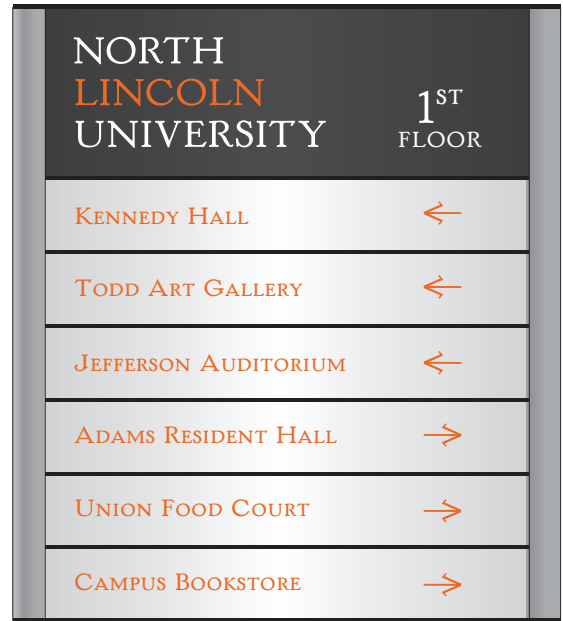 NORTH
LINCOLN
UNIVERSITY
1ST
FLOOR
KENNEDY HALL ←
TODD ART GALLERY ←
JEFFERSON AUDITORIUM ←
ADAMS RESIDENT HALL →
UNION FOOD COURT →
CAMPUS BOOKSTORE →